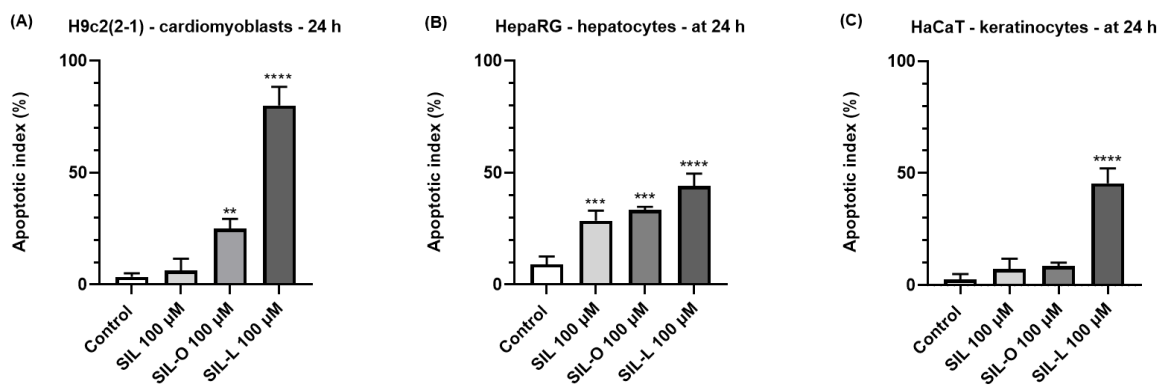 (A)
H9c2(2-1) - cardiomyoblasts - 24 h
Apoptotic index (%)
100
50
0
**
****
Control
SIL 100 µM
SIL-O 100 µM
SIL-L 100 µM
(B)
HepaRG - hepatocytes - at 24 h
Apoptotic index (%)
100
50
0
***
***
****
Control
SIL 100 µM
SIL-O 100 µM
SIL-L 100 µM
(C)
HaCaT - keratinocytes - at 24 h
Apoptotic index (%)
100
50
0
****
Control
SIL 100 µM
SIL-O 100 µM
SIL-L 100 µM